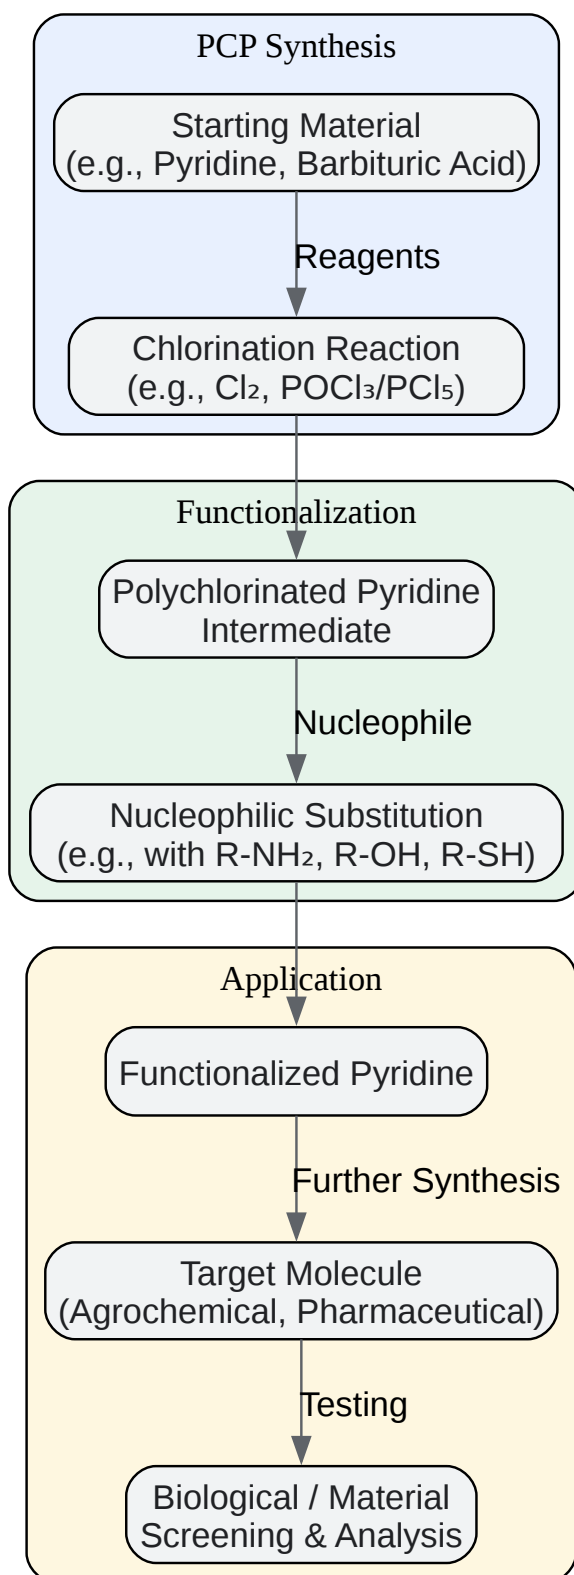 PCP Synthesis
Starting Material
(e.g., Pyridine, Barbituric Acid)
Reagents
Chlorination Reaction
(e.g., Cl₂, POCl₃/PCl₅)
Functionalization
Polychlorinated Pyridine
Intermediate
Nucleophile
Nucleophilic Substitution
(e.g., with R-NH₂, R-OH, R-SH)
Application
Functionalized Pyridine
Further Synthesis
Target Molecule
(Agrochemical, Pharmaceutical)
Testing
Biological / Material
Screening & Analysis